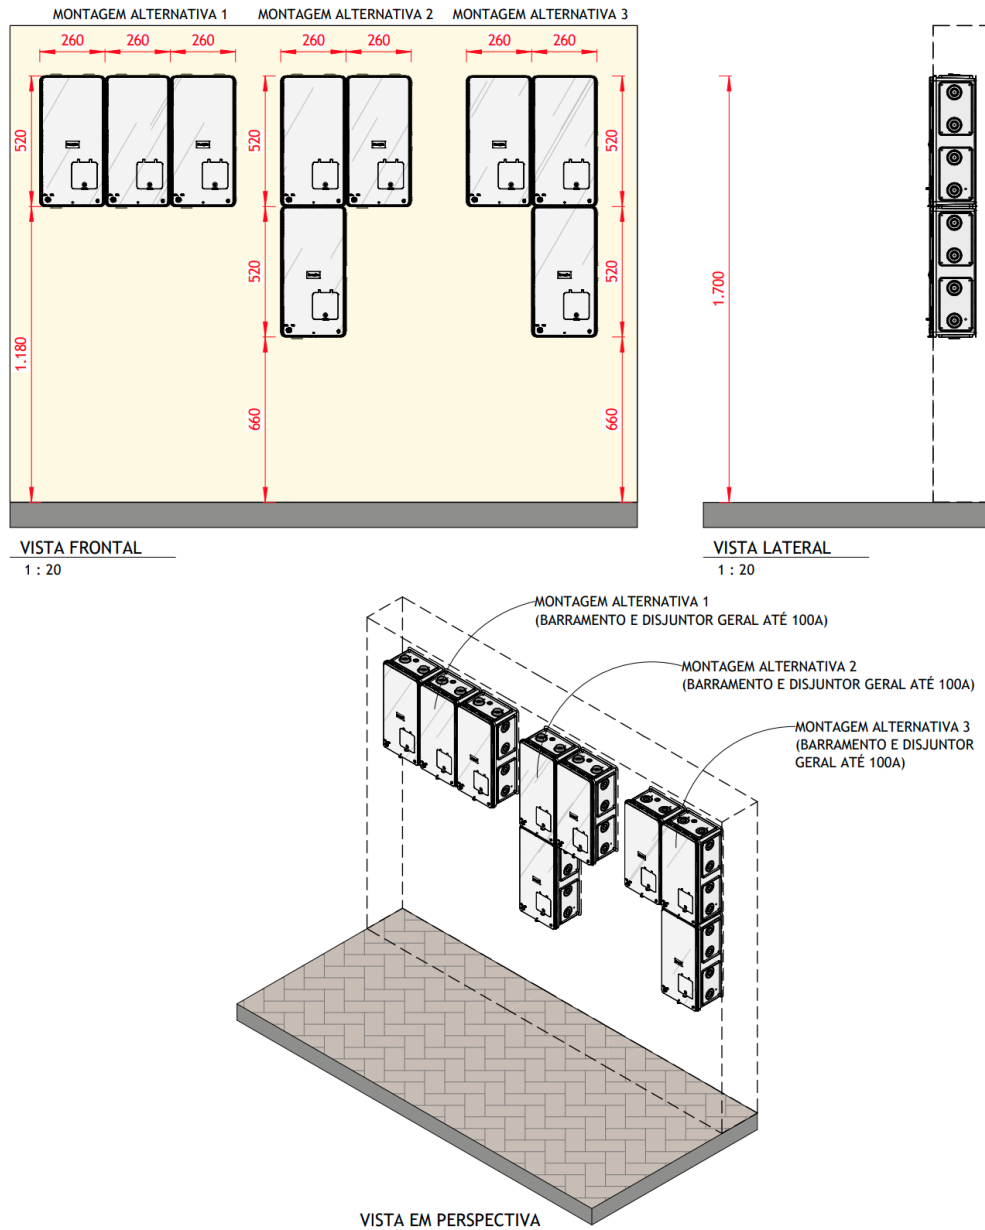 MONTAGEM ALTERNATIVA 1
MONTAGEM ALTERNATIVA 2
MONTAGEM ALTERNATIVA 3
260
260
260
260
260
260
260
520
520
520
520
520
1.180
660
660
1.700
VISTA FRONTAL
1 : 20
VISTA LATERAL
1 : 20
MONTAGEM ALTERNATIVA 1
(BARRAMENTO E DISJUNTOR GERAL ATÉ 100A)
MONTAGEM ALTERNATIVA 2
(BARRAMENTO E DISJUNTOR GERAL ATÉ 100A)
MONTAGEM ALTERNATIVA 3
(BARRAMENTO E DISJUNTOR
GERAL ATÉ 100A)
VISTA EM PERSPECTIVA